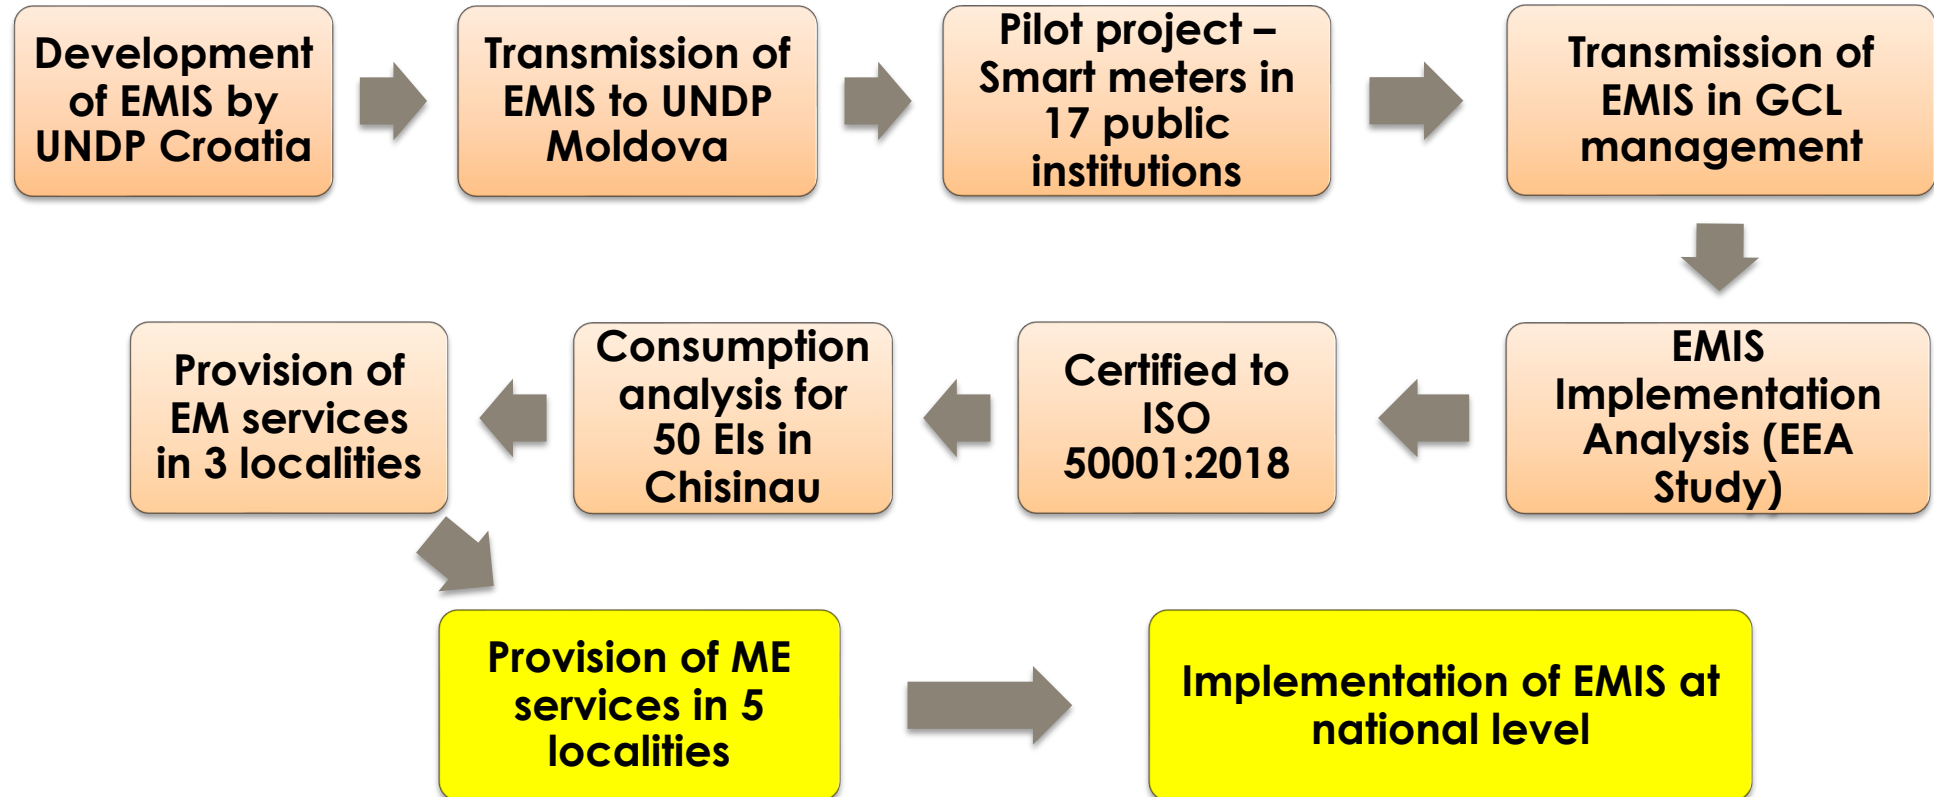 Development
of EMIS by
UNDP Croatia
Transmission of
EMIS to UNDP
Moldova
Pilot project –
Smart meters in
17 public
institutions
Transmission of
EMIS in GCL
management
EMIS
Implementation
Analysis (EEA
Study)
Certified to
ISO
50001:2018
Consumption
analysis for
50 EIs in
Chisinau
Provision of
EM services
in 3 localities
Provision of ME
services in 5
localities
Implementation of EMIS at
national level